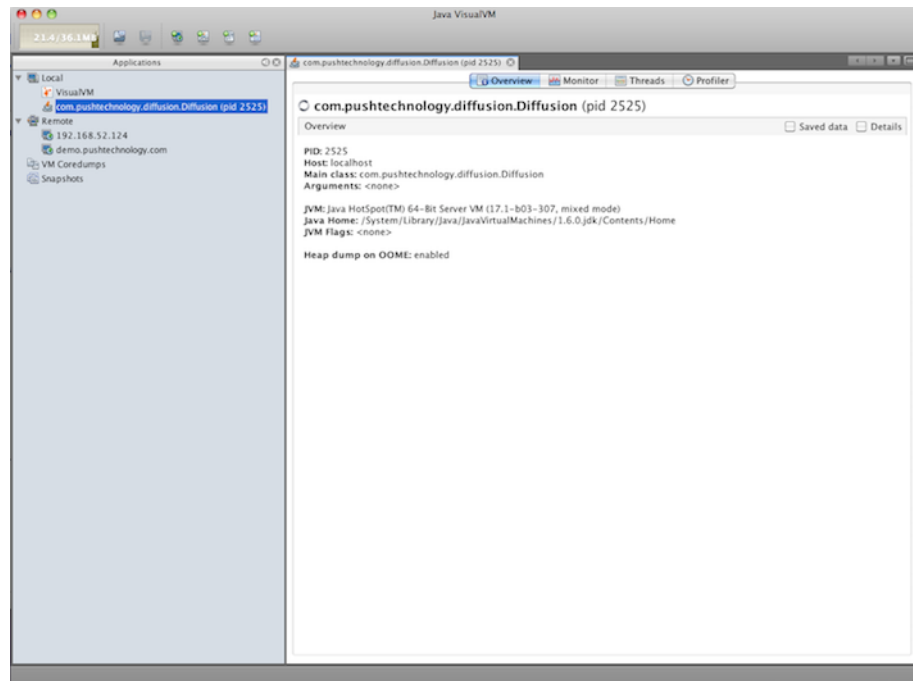 Java VisualVM
21.4/36.1MB
Applications
com.pushtechnology.diffusion.Diffusion (pid 2525)
Local
VisualVM
com.pushtechnology.diffusion.Diffusion (pid 2525)
Remote
192.168.52.124
demo.pushtechnology.com
VM Coredumps
Snapshots
Overview Monitor Threads Profiler
com.pushtechnology.diffusion.Diffusion (pid 2525)
Overview Saved data Details
PID: 2525
Host: localhost
Main class: com.pushtechnology.diffusion.Diffusion
Arguments: <none>
JVM: Java HotSpot(TM) 64-Bit Server VM (17.1-b03-307, mixed mode)
Java Home: /System/Library/Java/JavaVirtualMachines/1.6.0.jdk/Contents/Home
JVM Flags: <none>
Heap dump on OOME: enabled